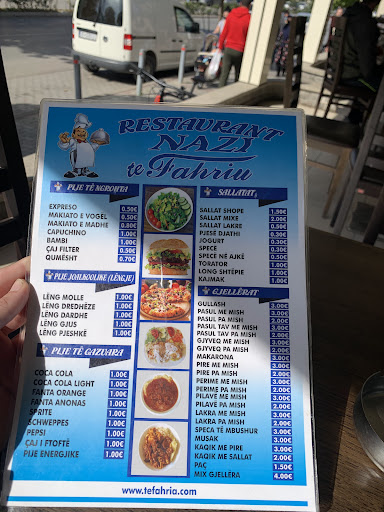 RESTAURANT
NAZI
te Fahriu
PIJE TË NGROHTA
EXPRESO 0.50€
MAKIATO E VOGEL 0.50€
MAKIATO E MADHE 0.80€
CAPUCHINO 1.00€
BAMBI 1.00€
ÇAJ FILTER 0.50€
QUMËSHT 0.70€
PIJE JOALKOOLIKE (LËNGJE)
LËNG MOLLE 1.00€
LËNG DREDHËZE 1.00€
LËNG DARDHE 1.00€
LËNG GJUS 1.00€
LËNG PJESHKË 1.00€
PIJE TË GAZUARA
COCA COLA 1.00€
COCA COLA LIGHT 1.00€
FANTA ORANGE 1.00€
FANTA ANONAS 1.00€
SPRITE 1.00€
SCHWEPPES 1.00€
PEPSI 1.00€
ÇAJ I FTOFTË 1.00€
PIJE ENERGJIKE 1.00€
SALLATAT
SALLAT SHOPE 1.50€
SALLAT MIXE 2.00€
SALLAT LAKRE 0.50€
PJESË DJATHI 0.50€
JOGURT 0.50€
SPECË 0.50€
SPECË NË AJKË 0.50€
TORATOR 1.00€
LONG SHTËPIE 1.00€
KAJMAK 1.00€
GJELLËRAT
GULLASH 3.00€
PASUL ME MISH 3.00€
PASUL PA MISH 2.00€
PASUL TAV ME MISH 3.00€
PASUL TAV PA MISH 2.00€
GJYVEQ ME MISH 3.00€
GJYVEQ PA MISH 2.00€
MAKARONA 3.00€
PIRE ME MISH 3.00€
PIRE PA MISH 2.00€
PERIME ME MISH 3.00€
PERIME PA MISH 2.00€
PILAVË ME MISH 3.00€
PILAVË PA MISH 2.00€
LAKRA ME MISH 3.00€
LAKRA PA MISH 2.00€
SPECA TË MBUSHUR 3.00€
MUSAK 3.00€
KAQIK ME PIRE 3.00€
KAQIK ME SALLAT 2.00€
PAÇ 1.50€
MIX GJELLËRA 4.00€
www.tefahria.com